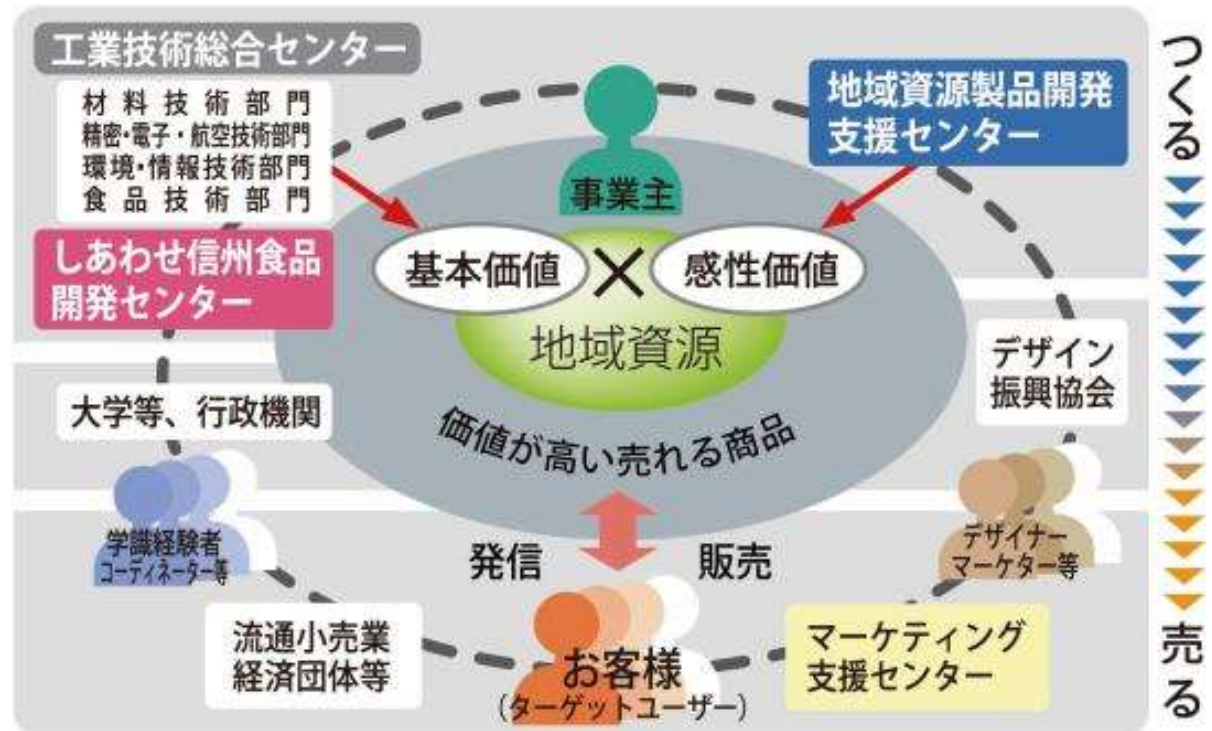 工業技術総合センター
材料技術部門
精密・電子・航空技術部門
環境・情報技術部門
食品技術部門
しあわせ信州食品
開発センター
事業主
地域資源製品開発
支援センター
基本価値
×
感性価値
地域資源
価値が高い売れる商品
大学等、行政機関
デザイン
振興協会
学識経験者
コーディネーター等
デザイナー
マーケター等
発信
販売
流通小売業
経済団体等
お客様
(ターゲットユーザー)
マーケティング
支援センター
つくる
売る